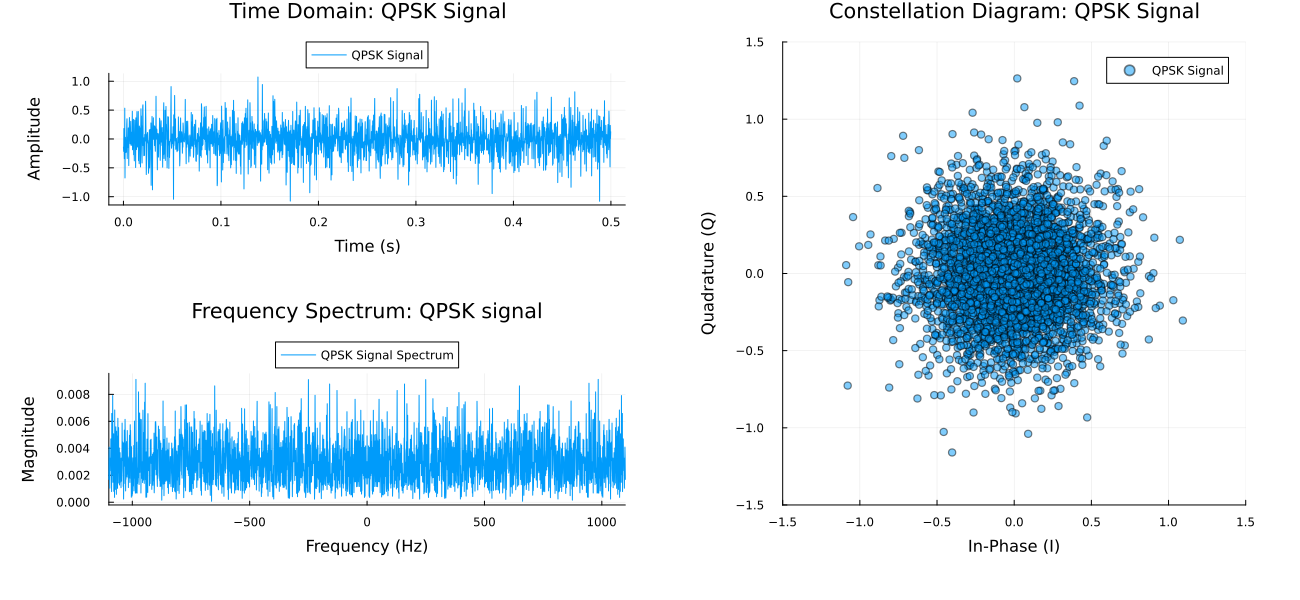 Time Domain: QPSK Signal
QPSK Signal
Amplitude
1.0
0.5
0.0
−0.5
−1.0
0.0 0.1 0.2 0.3 0.4 0.5
Time (s)
Frequency Spectrum: QPSK signal
QPSK Signal Spectrum
Magnitude
0.008
0.006
0.004
0.002
0.000
−1000 −500 0 500 1000
Frequency (Hz)
Constellation Diagram: QPSK Signal
QPSK Signal
Quadrature (Q)
1.5
1.0
0.5
0.0
−0.5
−1.0
−1.5
−1.5 −1.0 −0.5 0.0 0.5 1.0 1.5
In-Phase (I)